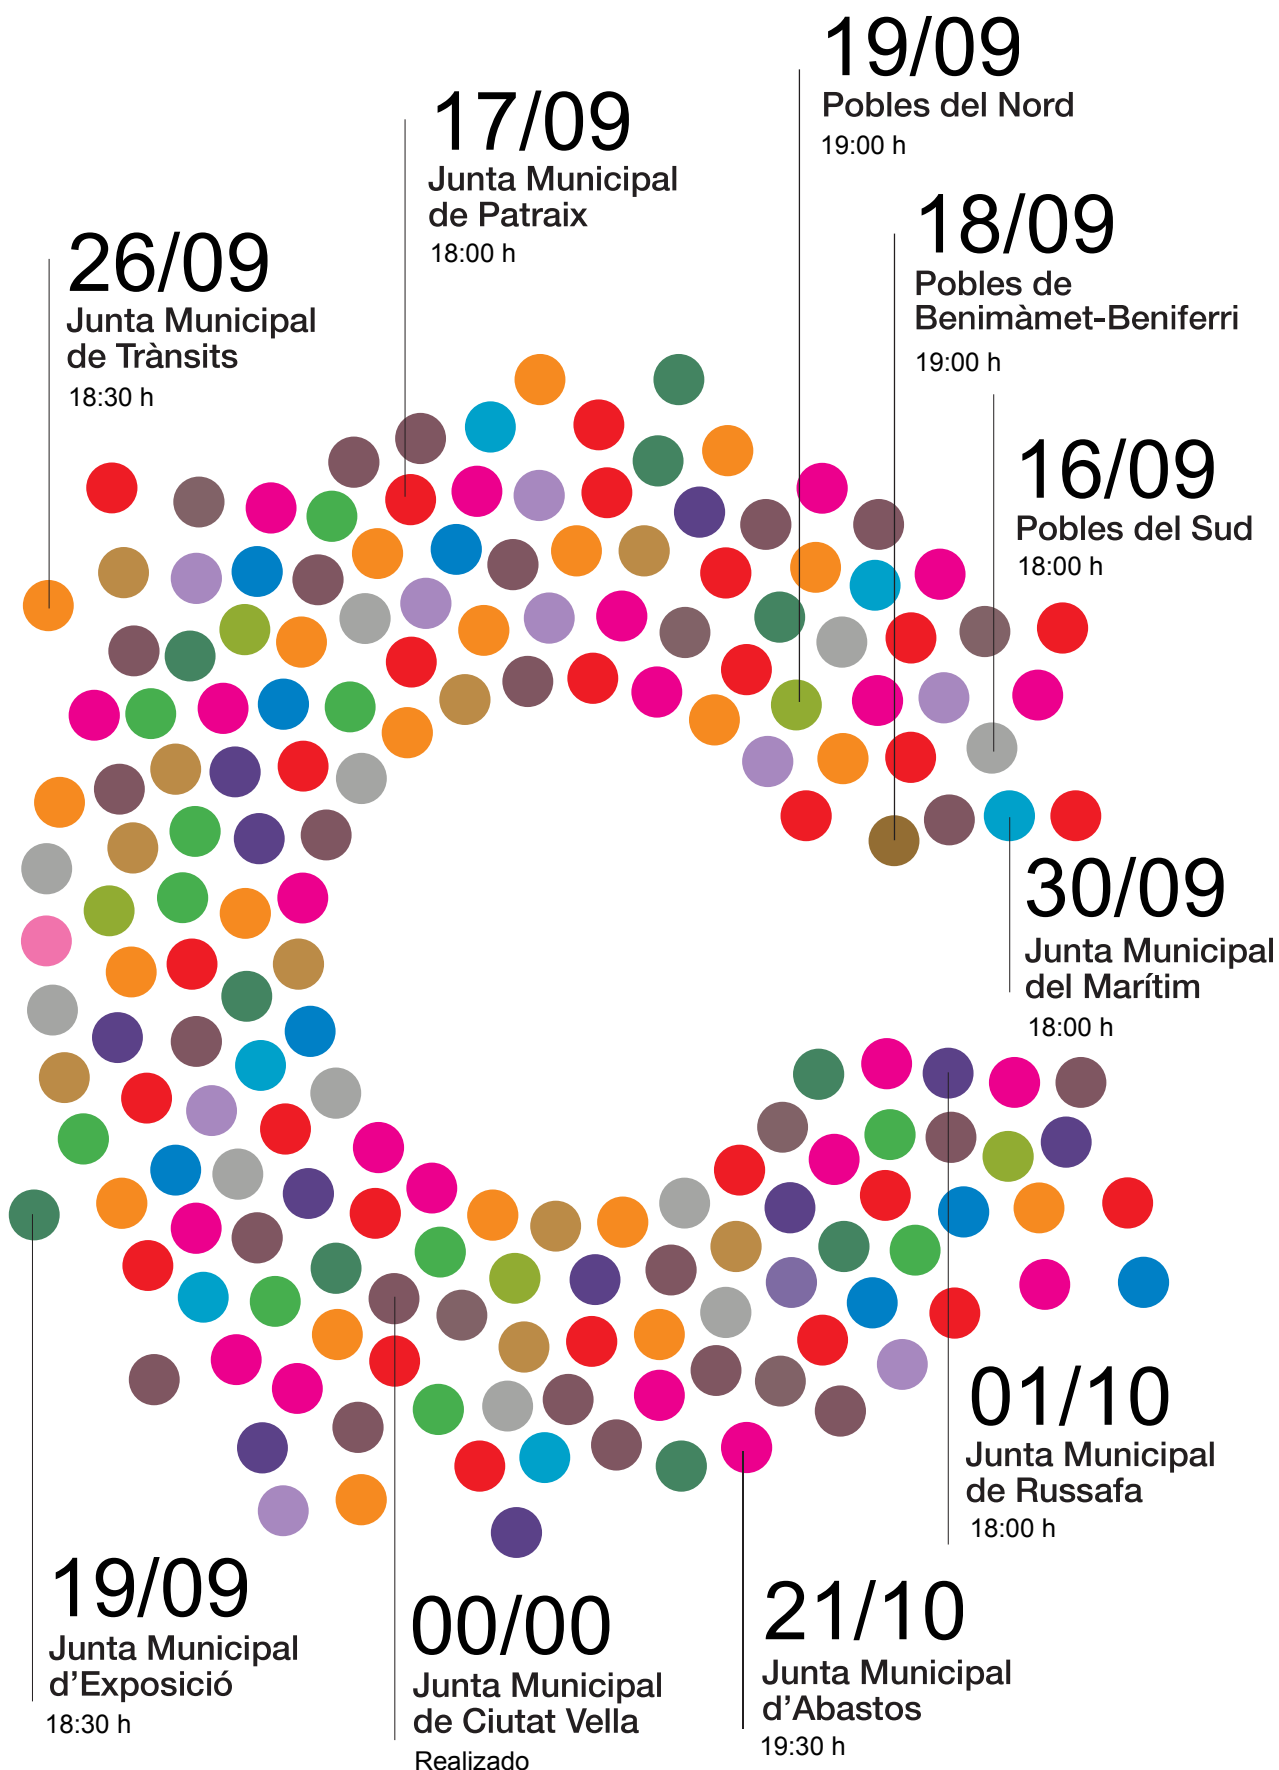 19/09
Pobles del Nord
19:00 h
17/09
Junta Municipal
de Patraix
18:00 h
18/09
Pobles de
Benimàmet-Beniferri
19:00 h
26/09
Junta Municipal
de Trànsits
18:30 h
16/09
Pobles del Sud
18:00 h
30/09
Junta Municipal
del Marítim
18:00 h
01/10
Junta Municipal
de Russafa
18:00 h
19/09
Junta Municipal
d’Exposició
18:30 h
00/00
Junta Municipal
de Ciutat Vella
Realizado
21/10
Junta Municipal
d’Abastos
19:30 h